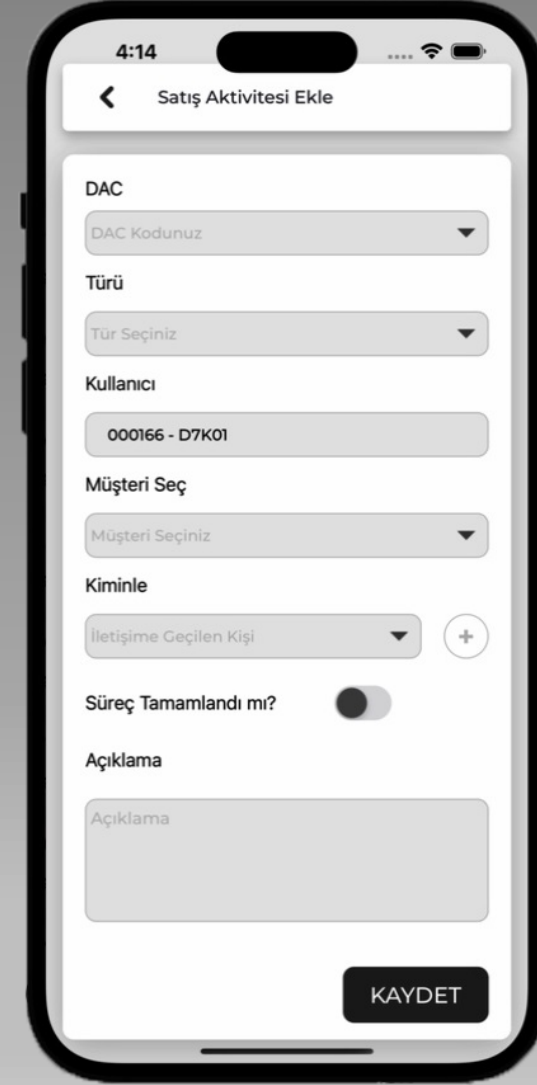 4:14
Satış Aktivitesi Ekle
DAC
DAC Kodunuz
Türü
Tür Seçiniz
Kullanıcı
000166 - D7K01
Müşteri Seç
Müşteri Seçiniz
Kiminle
İletişime Geçilen Kişi
+
Süreç Tamamlandı mı?
Açıklama
Açıklama
KAYDET